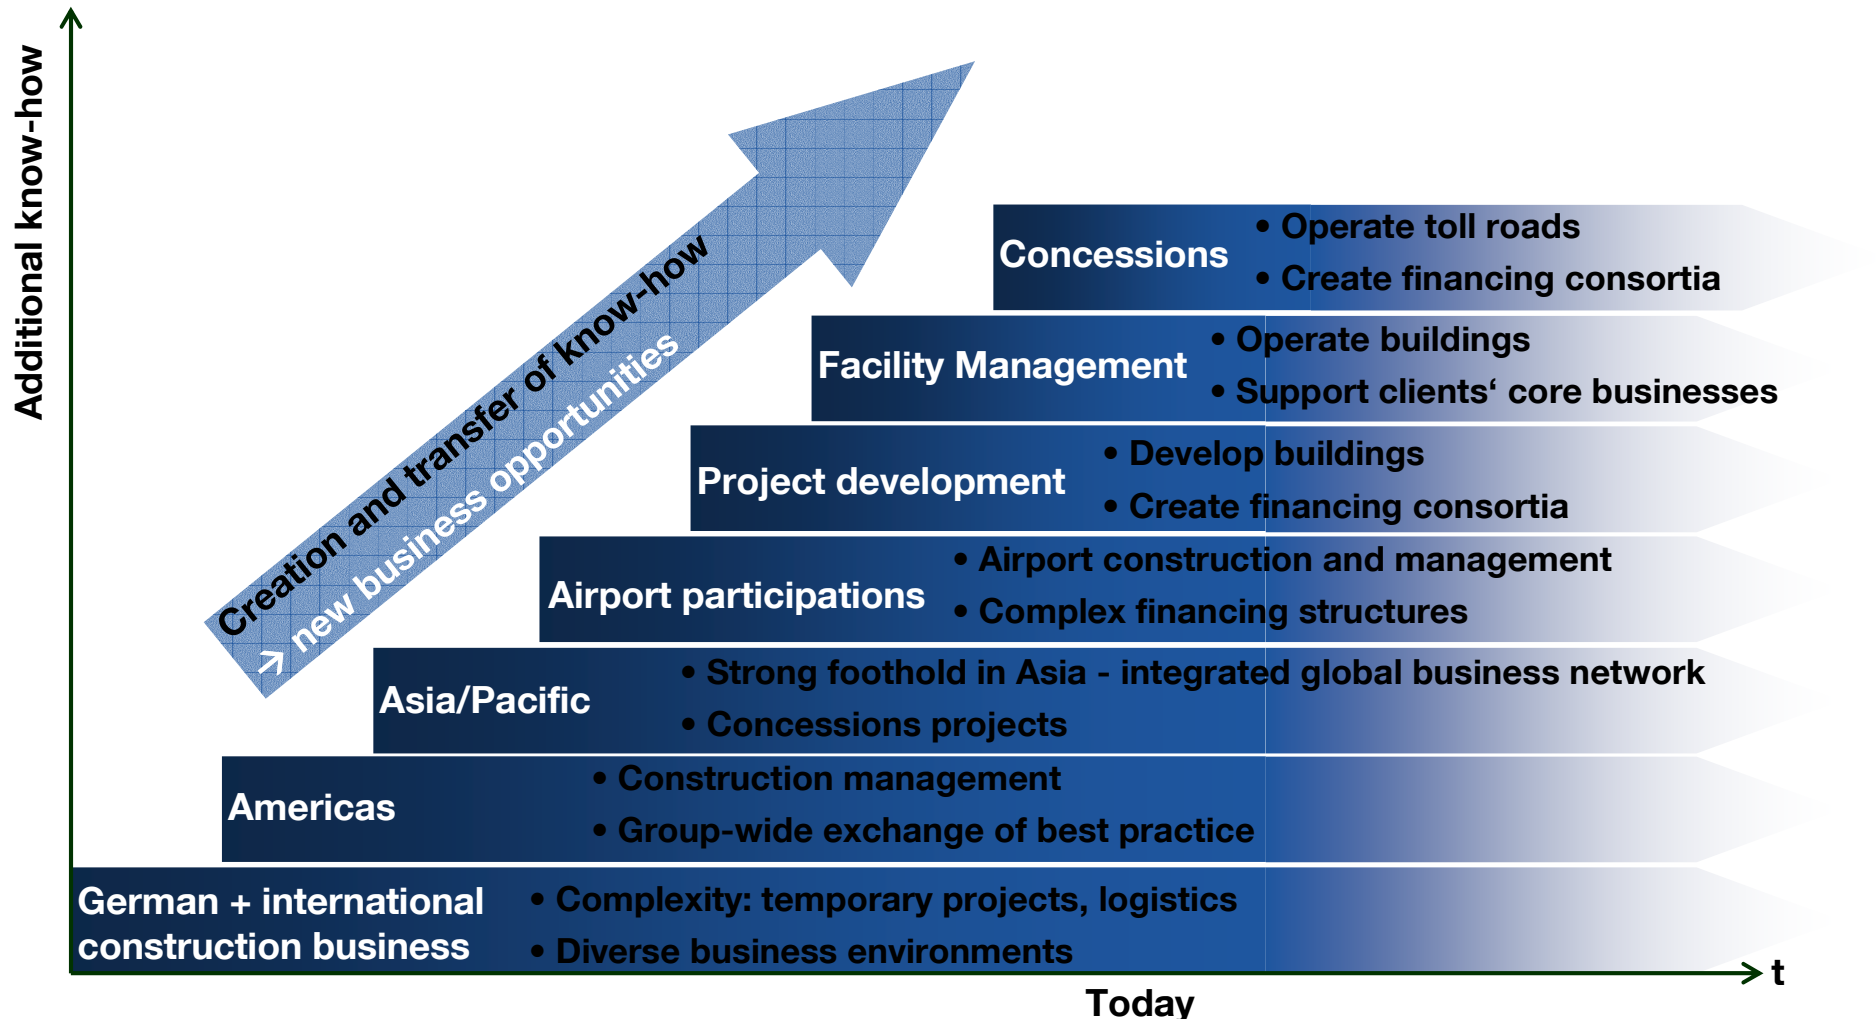 Additional know-how
Creation and transfer of know-how
→ new business opportunities
Concessions
• Operate toll roads
• Create financing consortia
Facility Management
• Operate buildings
• Support clients‘ core businesses
Project development
• Develop buildings
• Create financing consortia
Airport participations
• Airport construction and management
• Complex financing structures
Asia/Pacific
• Strong foothold in Asia - integrated global business network
• Concessions projects
Americas
• Construction management
• Group-wide exchange of best practice
German + international
construction business
• Complexity: temporary projects, logistics
• Diverse business environments
t
Today